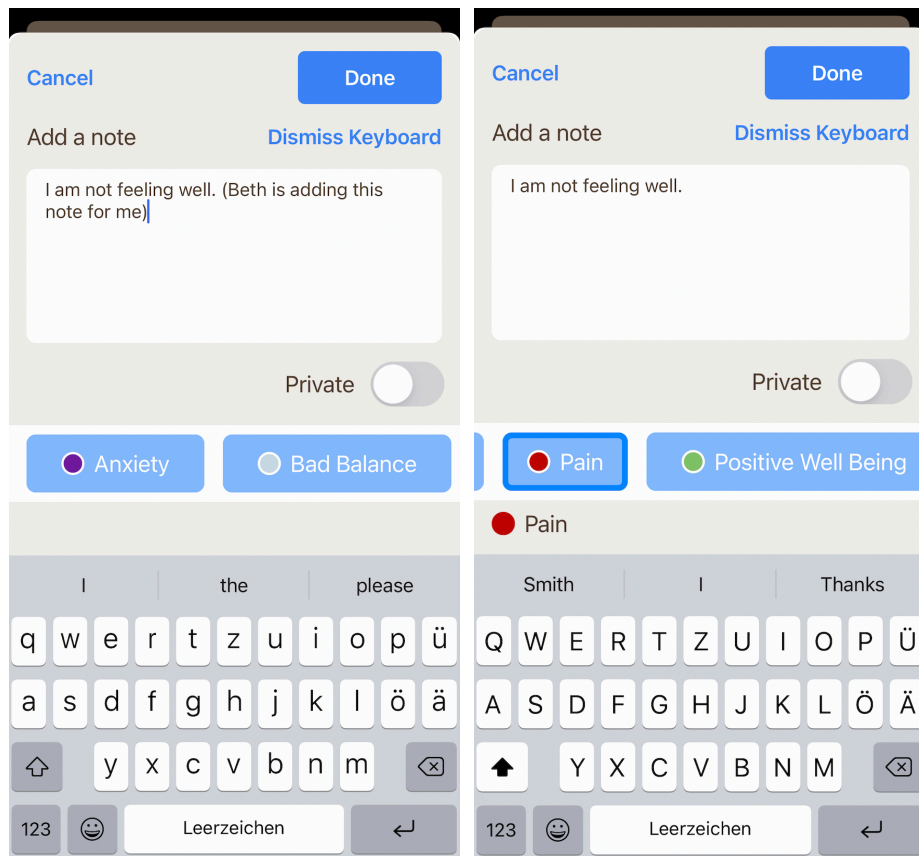 Cancel
Done
Add a note
Dismiss Keyboard
I am not feeling well. (Beth is adding this
note for me)
Private
Anxiety
Bad Balance
I
the
please
q w e r t z u i o p ü
a s d f g h j k l ö ä
y x c v b n m
123
Leerzeichen
Cancel
Done
Add a note
Dismiss Keyboard
I am not feeling well.
Private
Pain
Positive Well Being
Pain
Smith
I
Thanks
Q W E R T Z U I O P Ü
A S D F G H J K L Ö Ä
Y X C V B N M
123
Leerzeichen